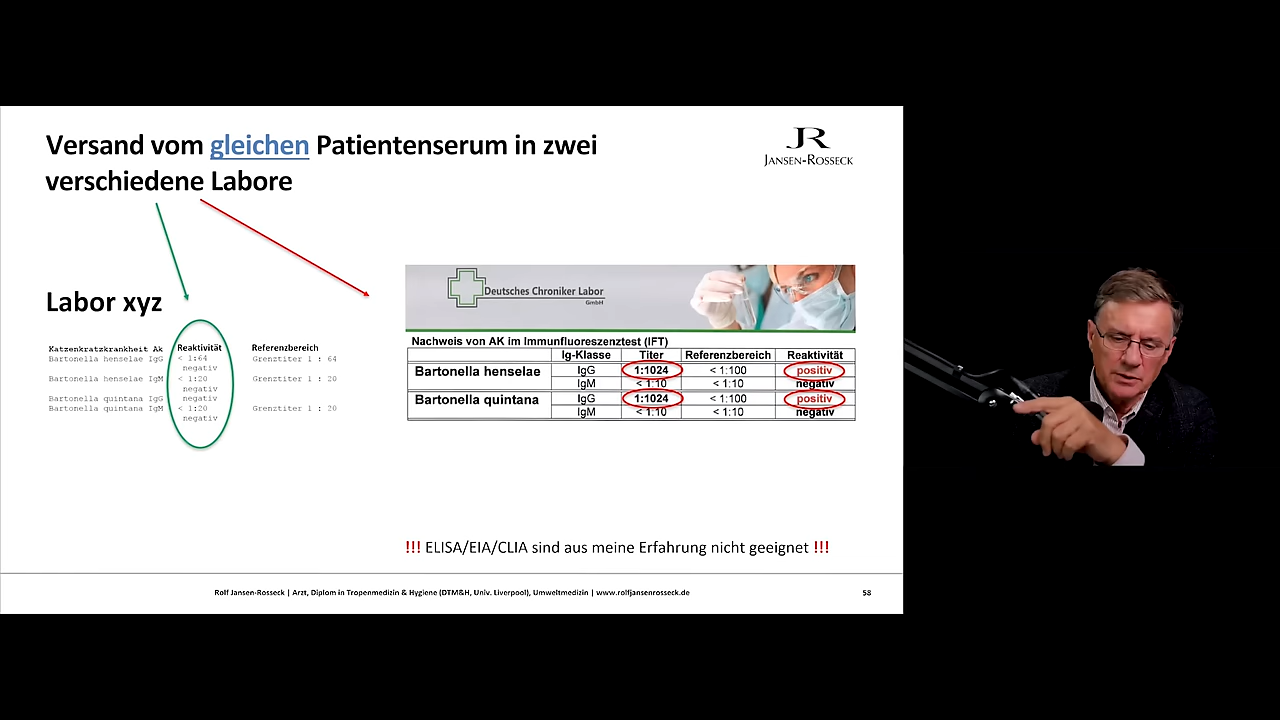 Versand vom gleichen Patientenserum in zwei
verschiedene Labore
JR
JANSEN-ROSSECK
Labor xyz
Katzenkratzkrankheit Ak Reaktivität Referenzbereich
Bartonella henselae IgG < 1:64 Grenztiter 1 : 64
negativ
Bartonella henselae IgM < 1:20 Grenztiter 1 : 20
negativ
Bartonella quintana IgG negativ
Bartonella quintana IgM < 1:20 Grenztiter 1 : 20
negativ
Deutsches Chroniker Labor
GmbH
Nachweis von AK im Immunfluoreszenztest (IFT)
Ig-Klasse Titer Referenzbereich Reaktivität
Bartonella henselae IgG 1:1024 < 1:100 positiv
IgM < 1:10 < 1:10 negativ
Bartonella quintana IgG 1:1024 < 1:100 positiv
IgM < 1:10 < 1:10 negativ
!!! ELISA/EIA/CLIA sind aus meine Erfahrung nicht geeignet !!!
Rolf Jansen-Rosseck | Arzt, Diplom in Tropenmedizin & Hygiene (DTM&H, Univ. Liverpool), Umweltmedizin | www.rolfjansenrosseck.de
58